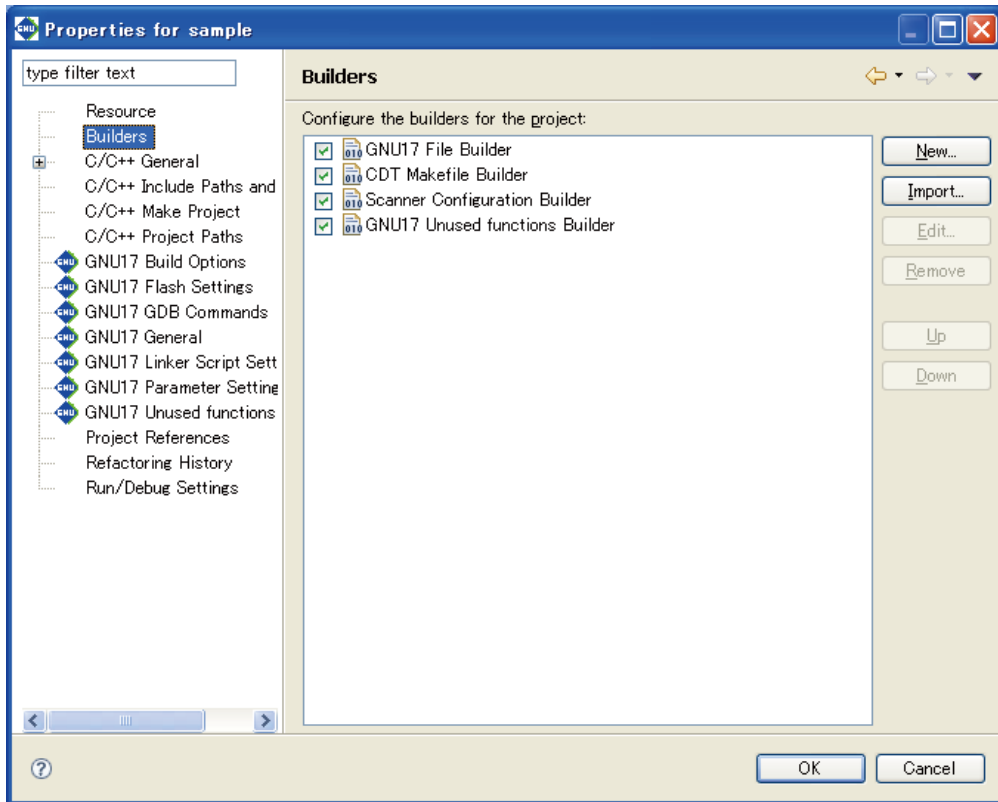 Properties for sample
type filter text
Resource
Builders
C/C++ General
C/C++ Include Paths and
C/C++ Make Project
C/C++ Project Paths
GNU17 Build Options
GNU17 Flash Settings
GNU17 GDB Commands
GNU17 General
GNU17 Linker Script Sett
GNU17 Parameter Setting
GNU17 Unused functions
Project References
Refactoring History
Run/Debug Settings
Builders
Configure the builders for the project:
GNU17 File Builder
CDT Makefile Builder
Scanner Configuration Builder
GNU17 Unused functions Builder
New...
Import...
Edit...
Remove
Up
Down
OK
Cancel